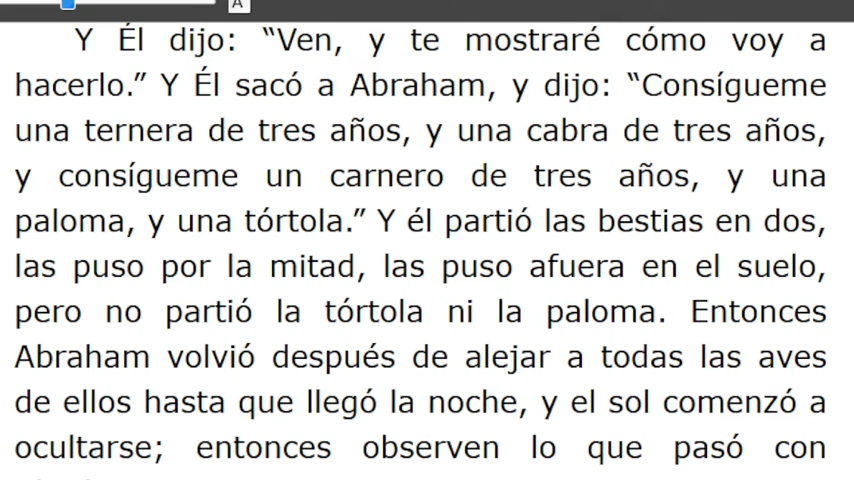 A
Y Él dijo: “Ven, y te mostraré cómo voy a
hacerlo.” Y Él sacó a Abraham, y dijo: “Consígueme
una ternera de tres años, y una cabra de tres años,
y consígueme un carnero de tres años, y una
paloma, y una tórtola.” Y él partió las bestias en dos,
las puso por la mitad, las puso afuera en el suelo,
pero no partió la tórtola ni la paloma. Entonces
Abraham volvió después de alejar a todas las aves
de ellos hasta que llegó la noche, y el sol comenzó a
ocultarse; entonces observen lo que pasó con